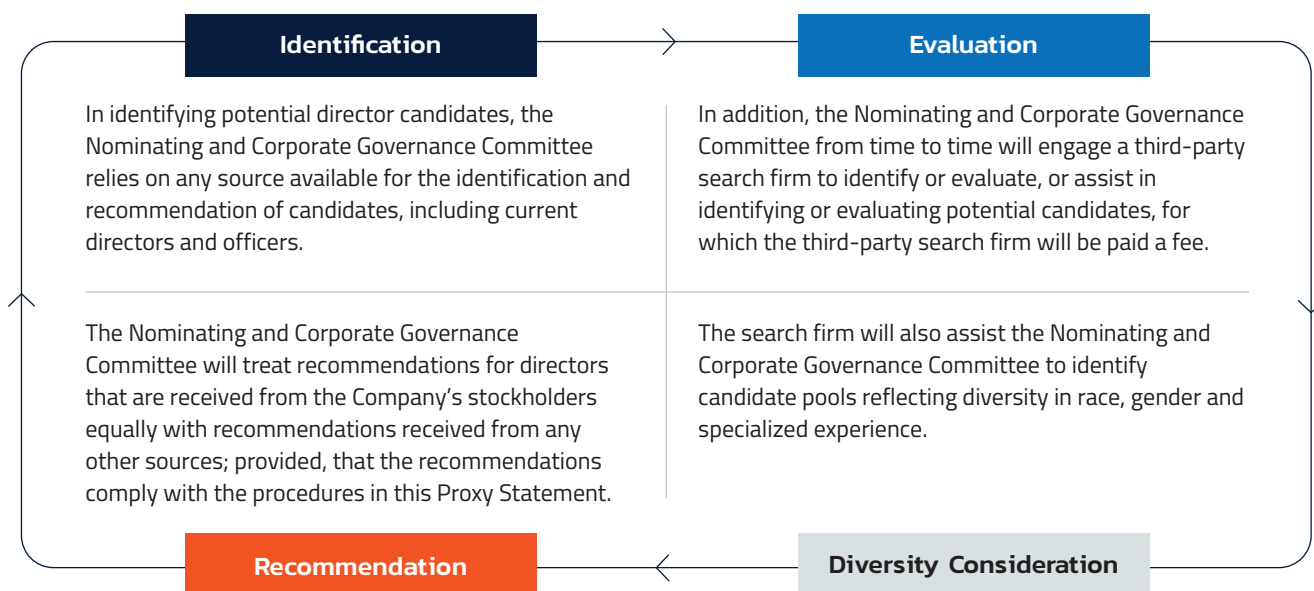 Identification
In identifying potential director candidates, the
Nominating and Corporate Governance Committee
relies on any source available for the identification and
recommendation of candidates, including current
directors and officers.
Evaluation
In addition, the Nominating and Corporate Governance
Committee from time to time will engage a third-party
search firm to identify or evaluate, or assist in
identifying or evaluating potential candidates, for
which the third-party search firm will be paid a fee.
The Nominating and Corporate Governance
Committee will treat recommendations for directors
that are received from the Company’s stockholders
equally with recommendations received from any
other sources; provided, that the recommendations
comply with the procedures in this Proxy Statement.
Recommendation
The search firm will also assist the Nominating and
Corporate Governance Committee to identify
candidate pools reflecting diversity in race, gender and
specialized experience.
Diversity Consideration